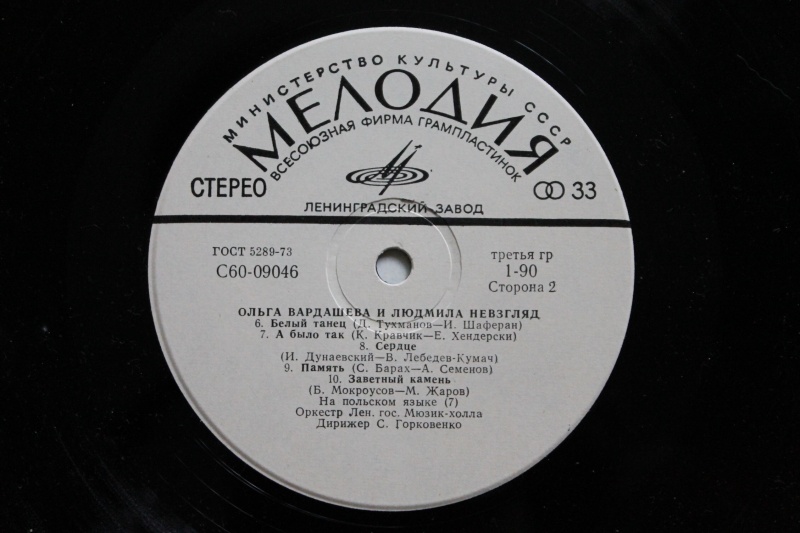 МИНИСТЕРСТВО КУЛЬТУРЫ СССР
МЕЛОДИЯ
ВСЕСОЮЗНАЯ ФИРМА ГРАМПЛАСТИНОК
СТЕРЕО
33
ЛЕНИНГРАДСКИЙ ЗАВОД
ГОСТ 5289-73
С60-09046
третья гр
1-90
Сторона 2
ОЛЬГА ВАРДАШЕВА И ЛЮДМИЛА НЕВЗГЛЯД
6. Белый танец (Д. Тухманов—И. Шаферан)
7. А было так (К. Кравчик—Е. Хендерски)
8. Сердце
(И. Дунаевский—В. Лебедев-Кумач)
9. Память (С. Барах—А. Семенов)
10. Заветный камень
(Б. Мокроусов—М. Жаров)
На польском языке (7)
Оркестр Лен. гос. Мюзик-холла
Дирижер С. Горковенко